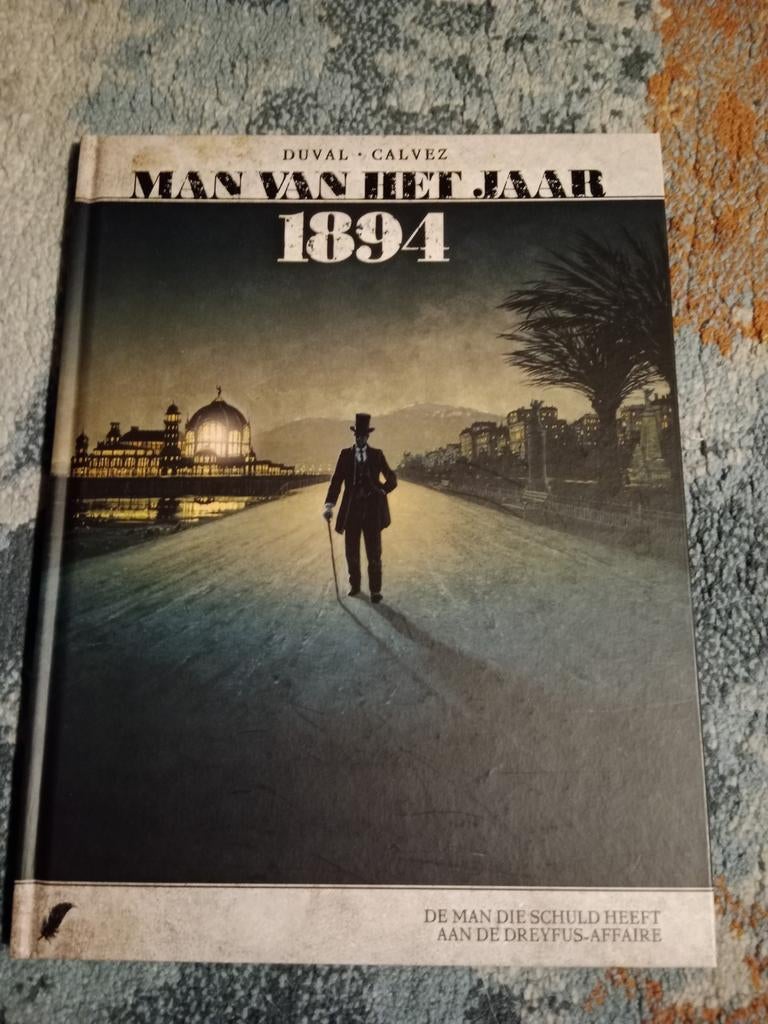 DUVAL • CALVEZ
MAN VAN HET JAAR
1894
DE MAN DIE SCHULD HEEFT
AAN DE DREYFUS-AFFAIRE